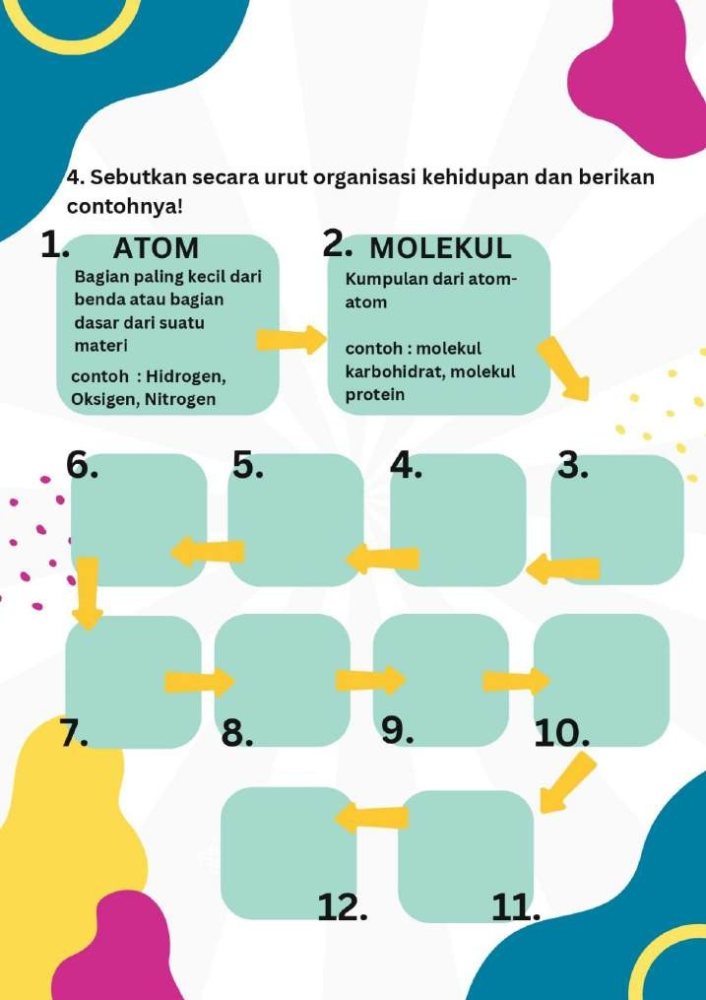 4. Sebutkan secara urut organisasi kehidupan dan berikan
contohnya!
1. ATOM
Bagian paling kecil dari
benda atau bagian
dasar dari suatu
materi
contoh : Hidrogen,
Oksigen, Nitrogen
2. MOLEKUL
Kumpulan dari atom-
atom
contoh : molekul
karbohidrat, molekul
protein
3.
4.
5.
6.
7.
8.
9.
10.
11.
12.